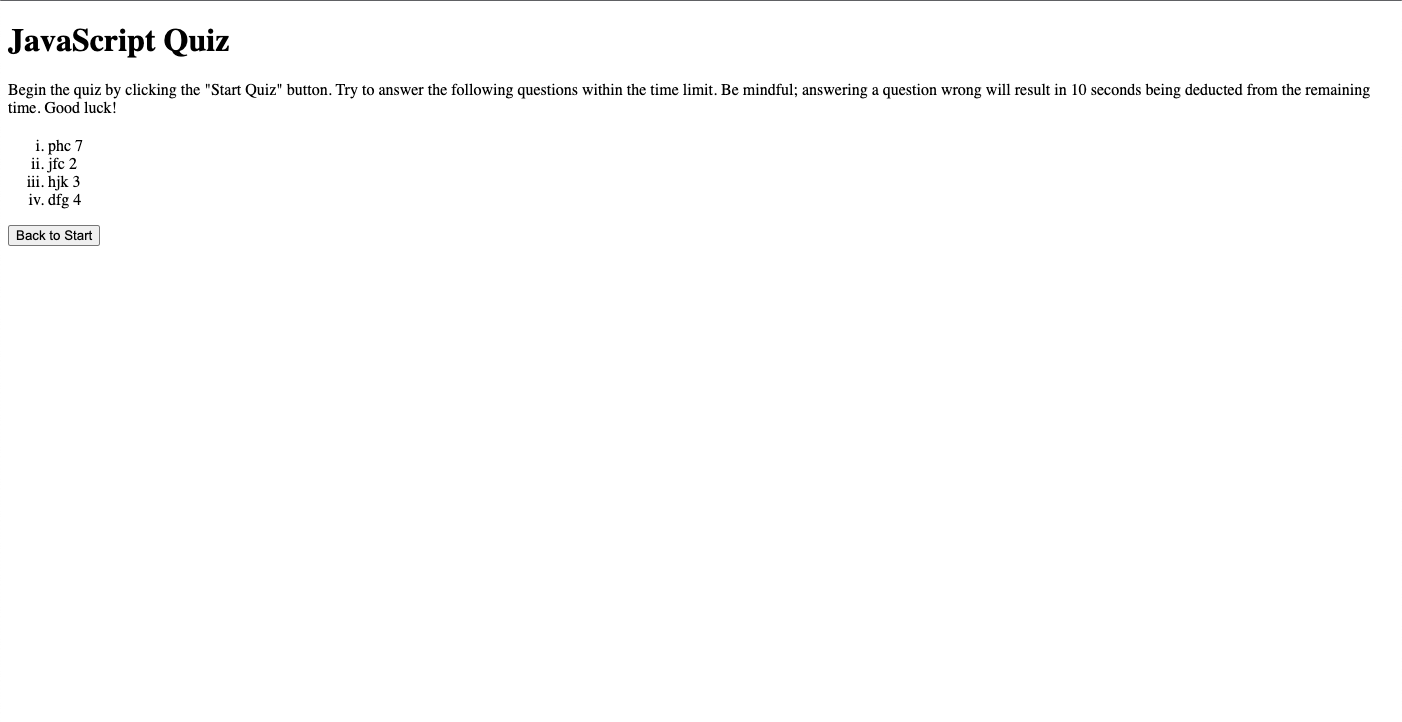 JavaScript Quiz
Begin the quiz by clicking the "Start Quiz" button. Try to answer the following questions within the time limit. Be mindful; answering a question wrong will result in 10 seconds being deducted from the remaining
time. Good luck!
i. phc 7
ii. jfc 2
iii. hjk 3
iv. dfg 4
Back to Start